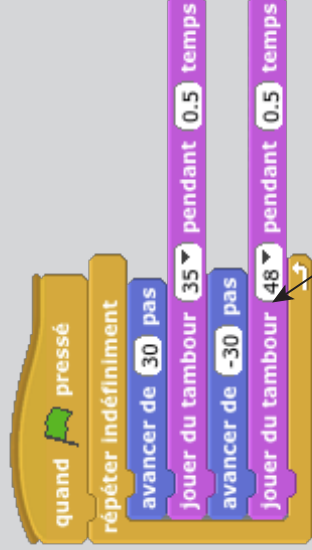 quand pressé
répéter indéfiniment
avancer de 30 pas
jouer du tambour 35 pendant 0.5 temps
avancer de -30 pas
jouer du tambour 48 pendant 0.5 temps